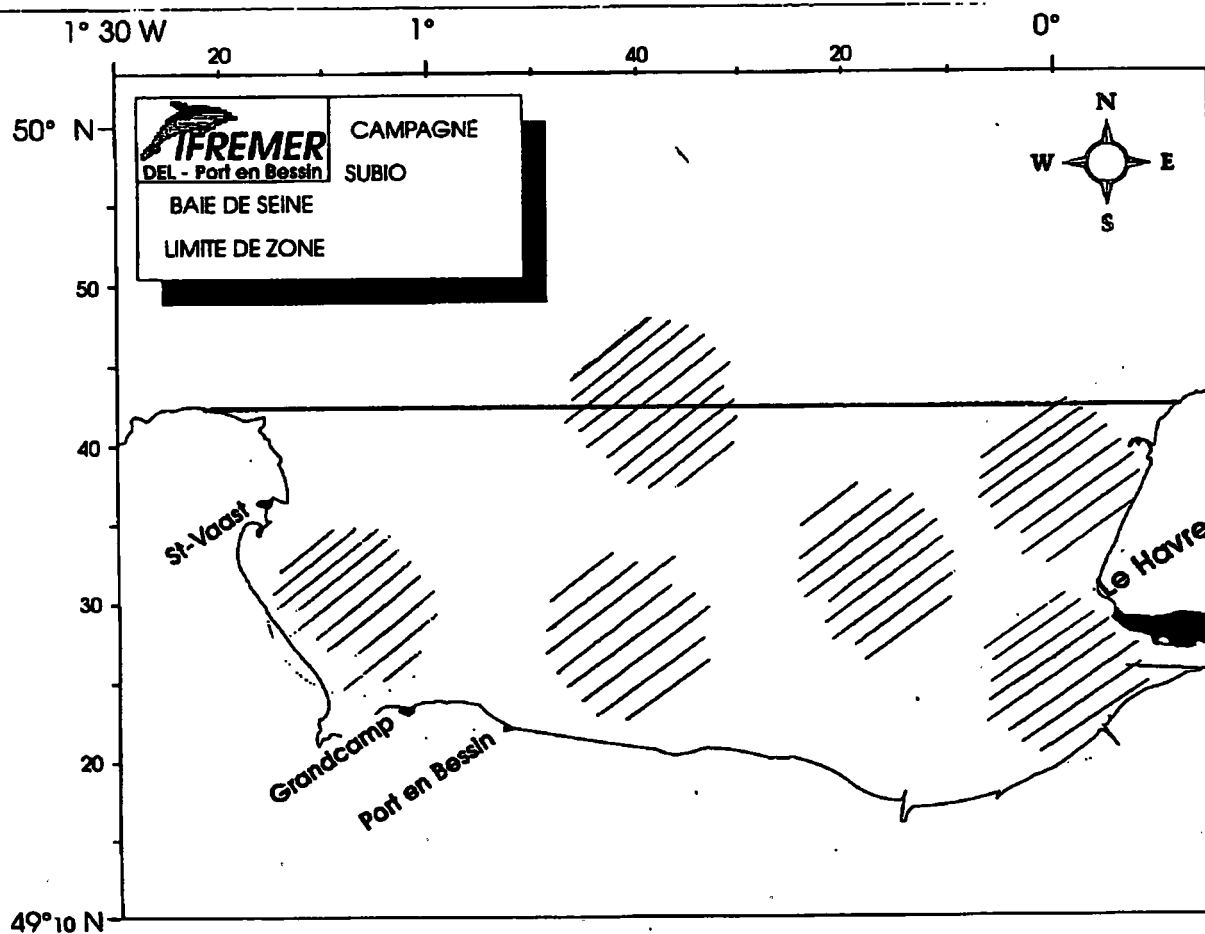 1° 30 W 1° 0°
20 40 20
50° N
IFREMER
DEL - Port en Bessin
CAMPAGNE
SUBIO
BAIE DE SEINE
LIMITE DE ZONE
N
W E
S
50
40
St-Vaast
30
Le Havre
20
Grandcamp
Port en Bessin
49° 10 N